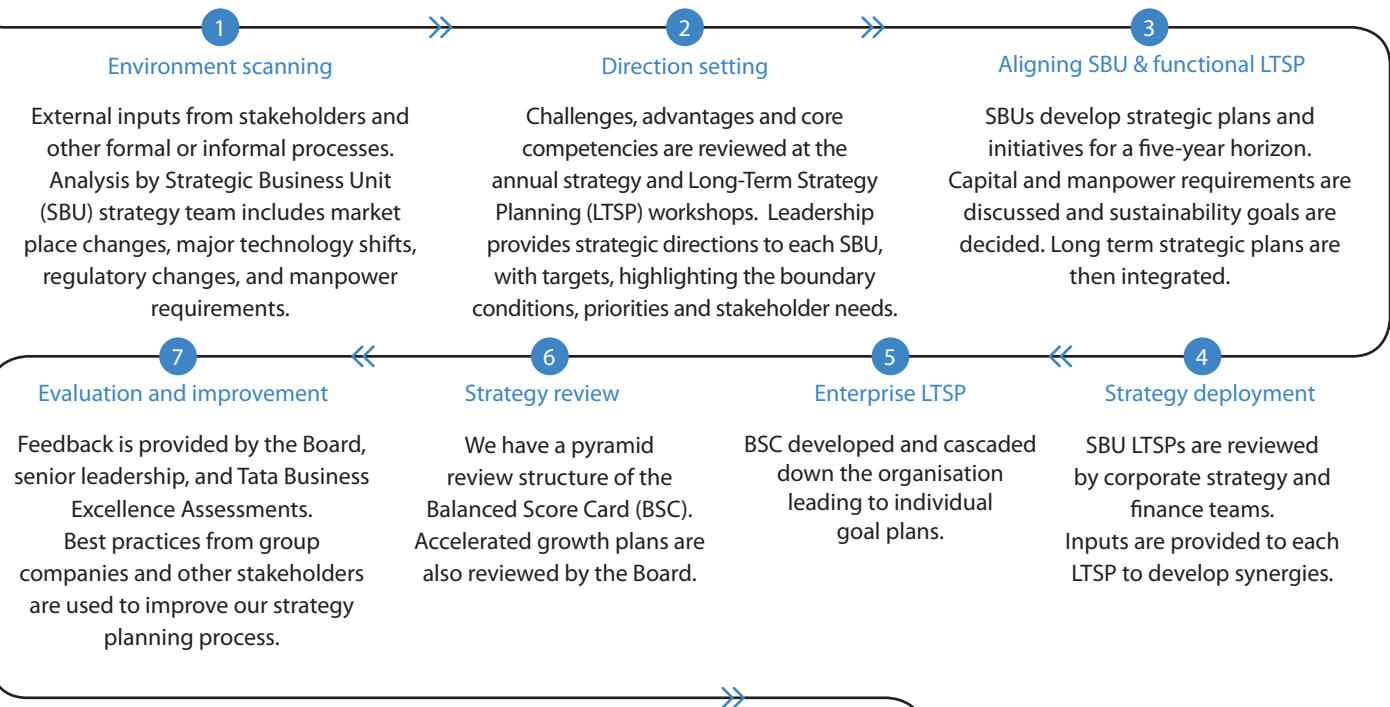 1
Environment scanning
External inputs from stakeholders and
other formal or informal processes.
Analysis by Strategic Business Unit
(SBU) strategy team includes market
place changes, major technology shifts,
regulatory changes, and manpower
requirements.
2
Direction setting
Challenges, advantages and core
competencies are reviewed at the
annual strategy and Long-Term Strategy
Planning (LTSP) workshops. Leadership
provides strategic directions to each SBU,
with targets, highlighting the boundary
conditions, priorities and stakeholder needs.
3
Aligning SBU & functional LTSP
SBUs develop strategic plans and
initiatives for a five-year horizon.
Capital and manpower requirements are
discussed and sustainability goals are
decided. Long term strategic plans are
then integrated.
4
Strategy deployment
SBU LTSPs are reviewed
by corporate strategy and
finance teams.
Inputs are provided to each
LTSP to develop synergies.
5
Enterprise LTSP
BSC developed and cascaded
down the organisation
leading to individual
goal plans.
6
Strategy review
We have a pyramid
review structure of the
Balanced Score Card (BSC).
Accelerated growth plans are
also reviewed by the Board.
7
Evaluation and improvement
Feedback is provided by the Board,
senior leadership, and Tata Business
Excellence Assessments.
Best practices from group
companies and other stakeholders
are used to improve our strategy
planning process.